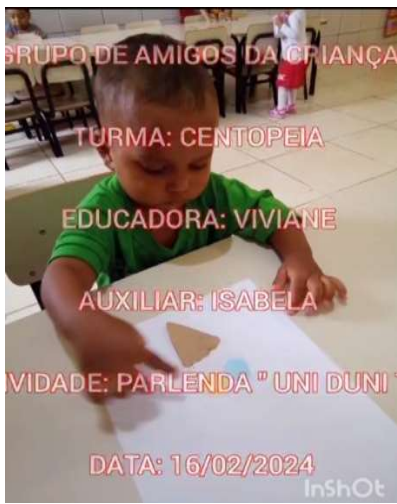 GRUPO DE AMIGOS DA CRIANÇA
TURMA: CENTOPEIA
EDUCADORA: VIVIANE
AUXILIAR: ISABELA
IVIDADE: PARLENDA " UNI DUNI
DATA: 16/02/2024
InShOt